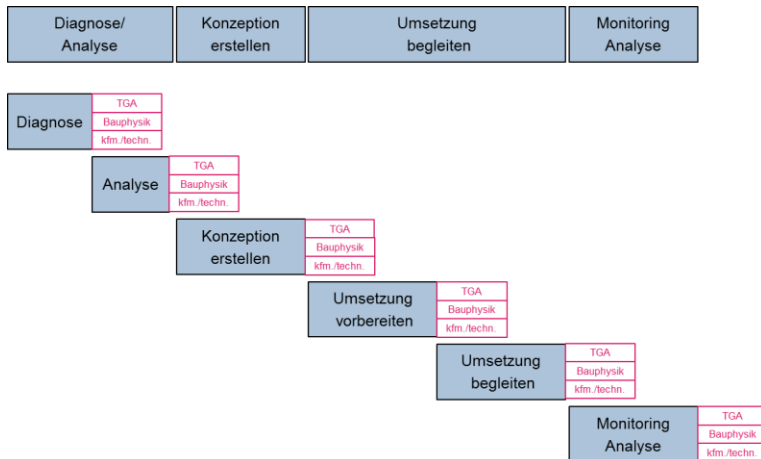 Diagnose/
Analyse
Konzeption
erstellen
Umsetzung
begleiten
Monitoring
Analyse
Diagnose
TGA
Bauphysik
kfm./techn.
Analyse
TGA
Bauphysik
kfm./techn.
Konzeption
erstellen
TGA
Bauphysik
kfm./techn.
Umsetzung
vorbereiten
TGA
Bauphysik
kfm./techn.
Umsetzung
begleiten
TGA
Bauphysik
kfm./techn.
Monitoring
Analyse
TGA
Bauphysik
kfm./techn.